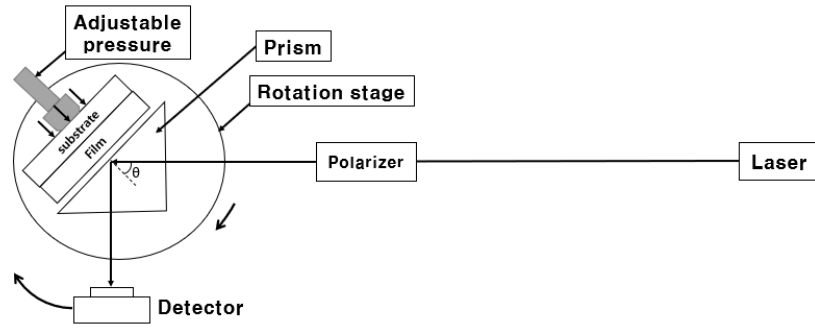 Adjustable
pressure
Prism
Rotation stage
substrate
Film
θ
Polarizer
Laser
Detector